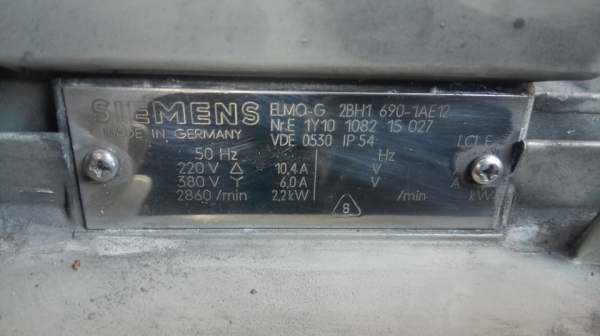 SIEMENS ELMO-G 2BH1 690-1AE12
MADE IN GERMANY Nr.E 1Y10 1082 15 027
VDE 0530 IP 54
50 Hz Hz
220 V △ 10,4 A V
380 V Y 6,0 A V A
2860 /min 2,2 kW /min kW